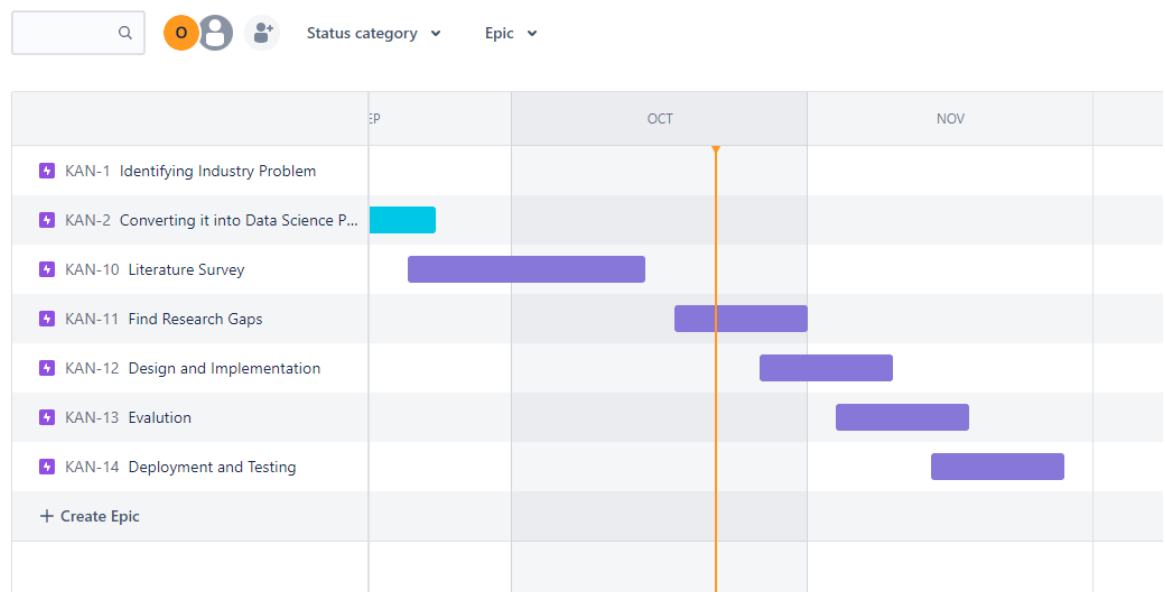 O Status category Epic
EP OCT NOV
KAN-1 Identifying Industry Problem
KAN-2 Converting it into Data Science P...
KAN-10 Literature Survey
KAN-11 Find Research Gaps
KAN-12 Design and Implementation
KAN-13 Evalution
KAN-14 Deployment and Testing
+ Create Epic